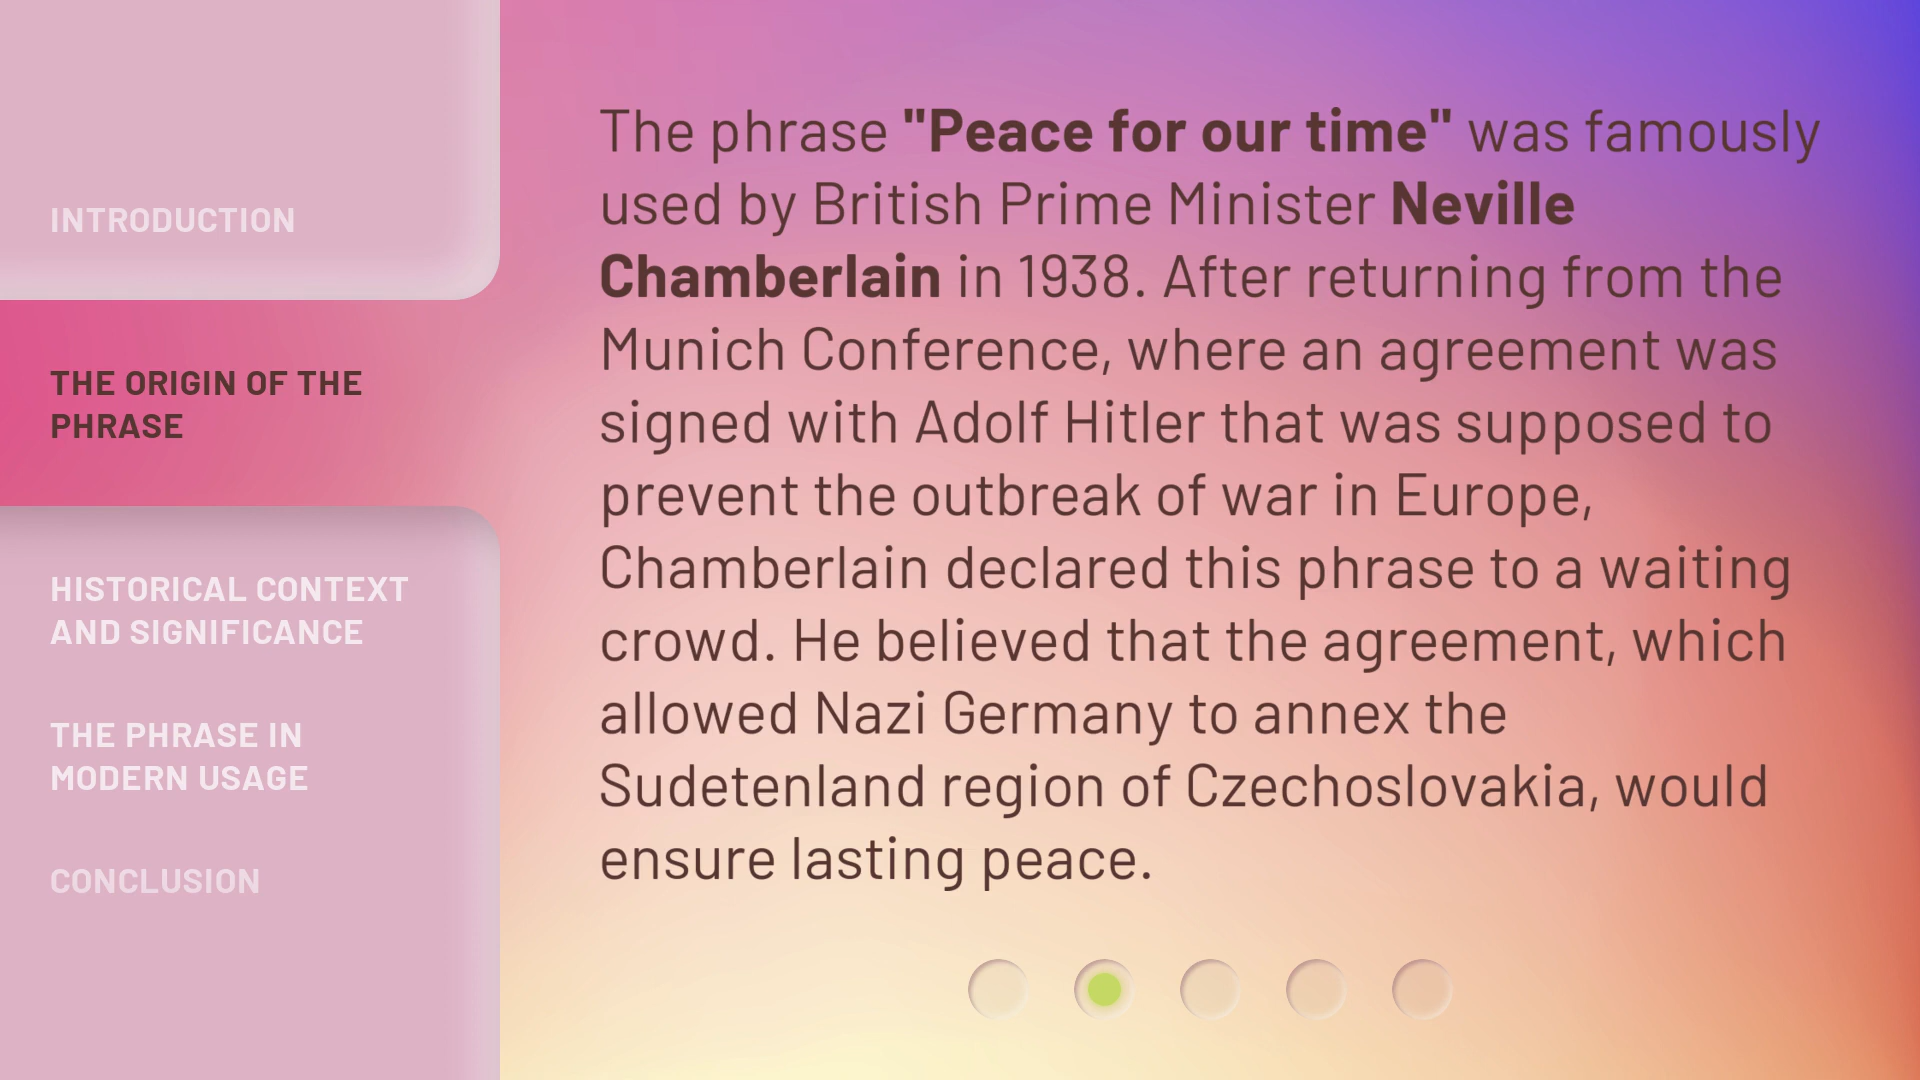 INTRODUCTION
THE ORIGIN OF THE
PHRASE
HISTORICAL CONTEXT
AND SIGNIFICANCE
THE PHRASE IN
MODERN USAGE
CONCLUSION
The phrase "Peace for our time" was famously
used by British Prime Minister Neville
Chamberlain in 1938. After returning from the
Munich Conference, where an agreement was
signed with Adolf Hitler that was supposed to
prevent the outbreak of war in Europe,
Chamberlain declared this phrase to a waiting
crowd. He believed that the agreement, which
allowed Nazi Germany to annex the
Sudetenland region of Czechoslovakia, would
ensure lasting peace.